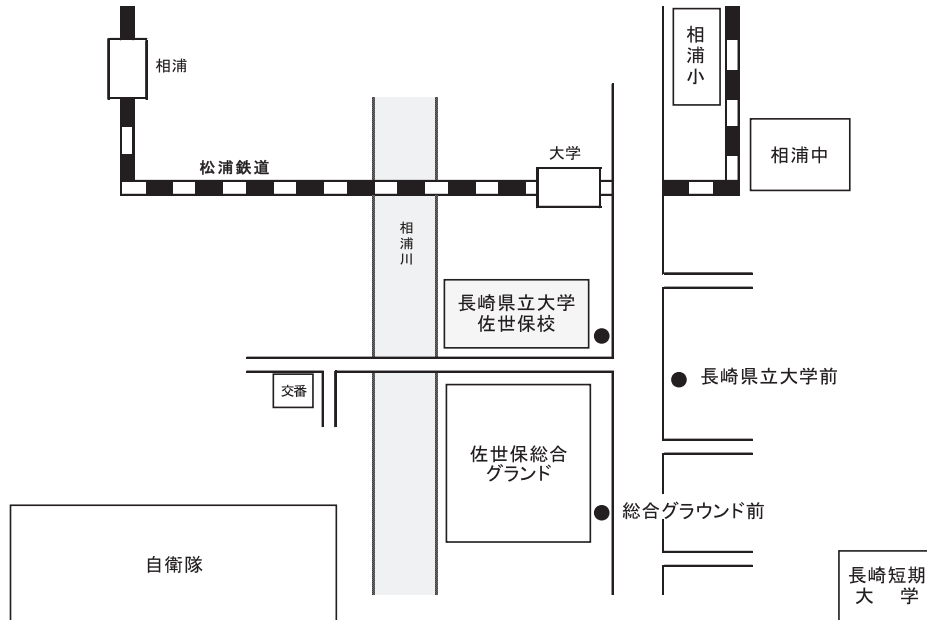 相浦小
相浦
大学
相浦中
松浦鉄道
相浦川
長崎県立大学
佐世保校
長崎県立大学前
交番
佐世保総合
グランド
総合グラウンド前
自衛隊
長崎短期
大 学